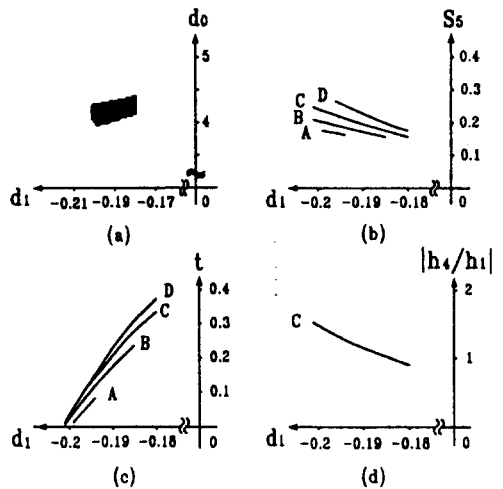 d0
5
4
d1 -0.21 -0.19 -0.17 0
(a)
S5
0.4
0.3
0.2
0.1
D
C
B
A
d1 -0.2 -0.19 -0.18 0
(b)
t
0.4
0.3
0.2
0.1
D
C
B
A
d1 -0.2 -0.19 -0.18 0
(c)
|h4/h1|
2
1
C
d1 -0.2 -0.19 -0.18 0
(d)